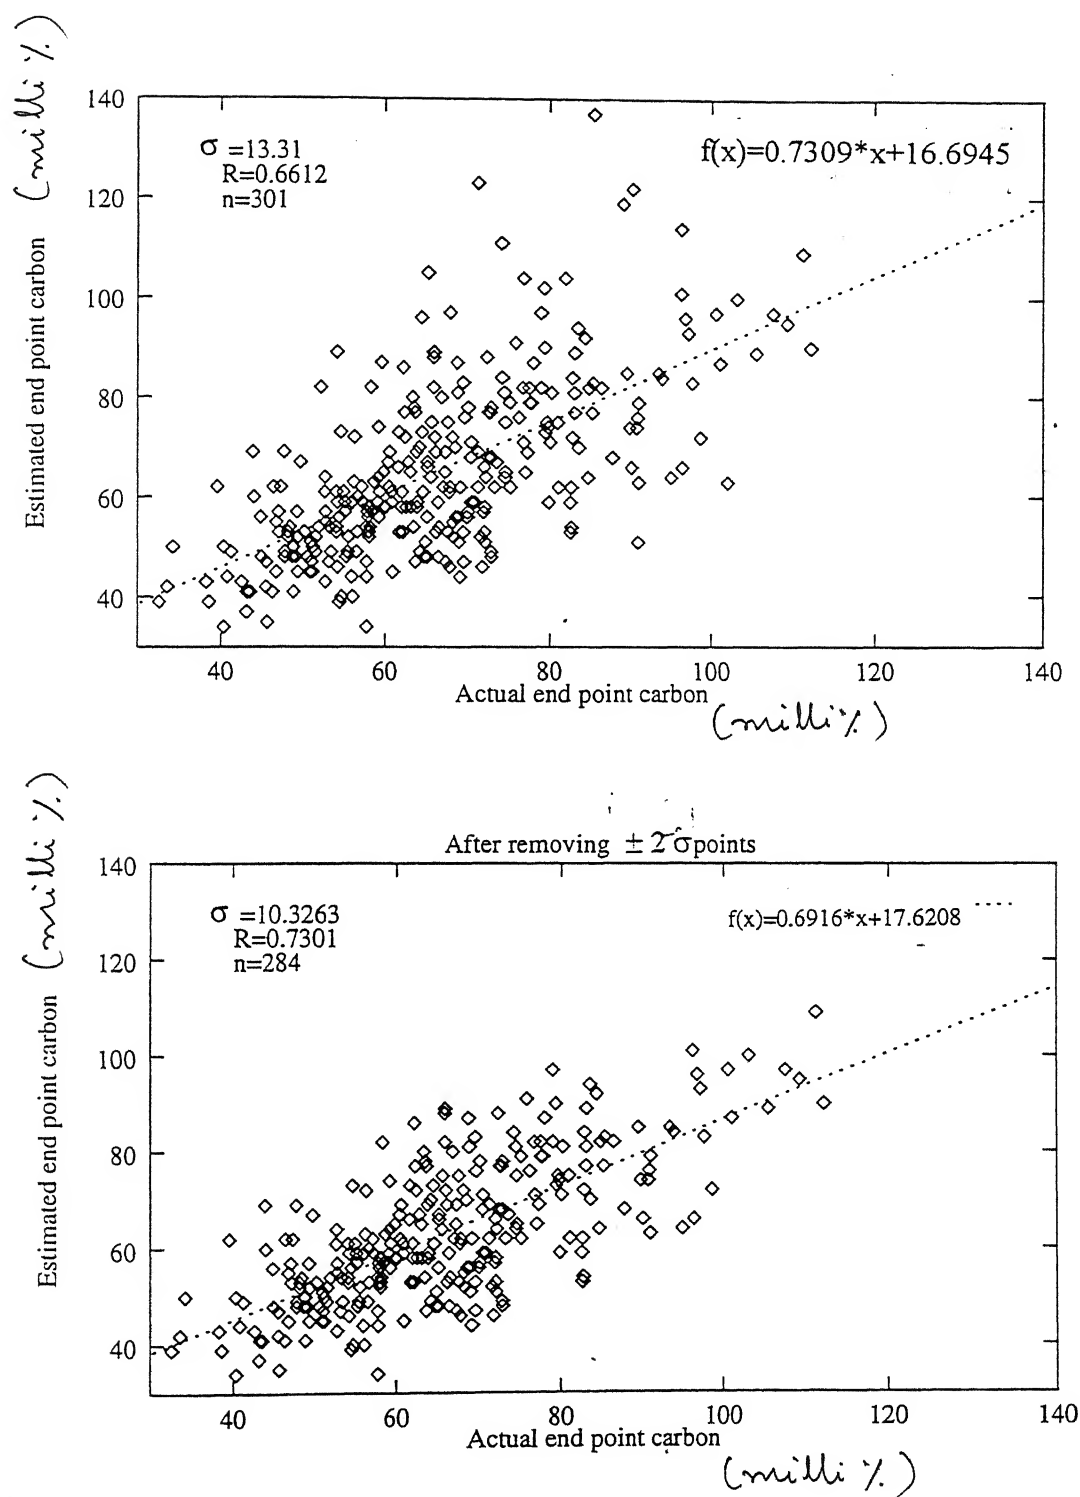 Estimated end point carbon (milli %)
140
120
100
80
60
40
σ =13.31
R=0.6612
n=301
f(x)=0.7309*x+16.6945
40 60 80 100 120 140
Actual end point carbon
(milli %)
After removing ± 2 σ points
Estimated end point carbon (milli %)
140
120
100
80
60
40
σ =10.3263
R=0.7301
n=284
f(x)=0.6916*x+17.6208
40 60 80 100 120 140
Actual end point carbon
(milli %)